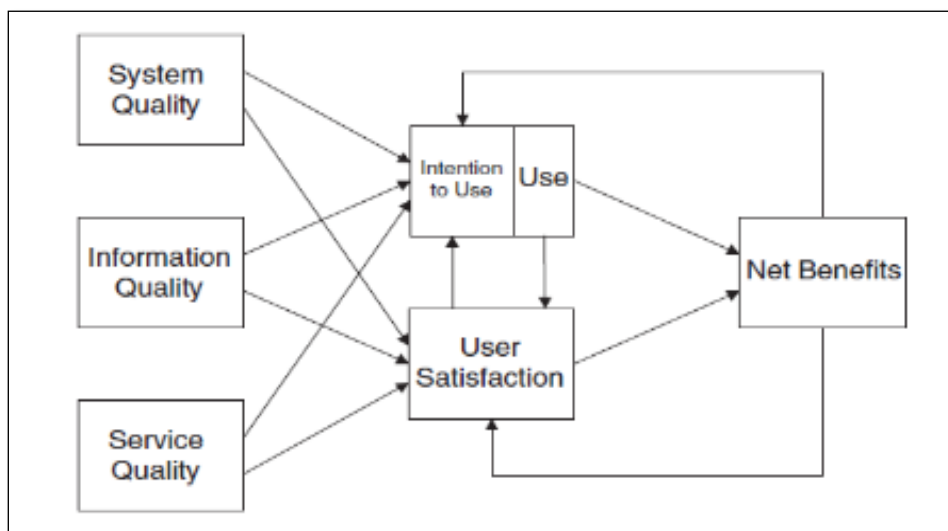 System
Quality
Intention
to Use
Use
Information
Quality
Net Benefits
User
Satisfaction
Service
Quality